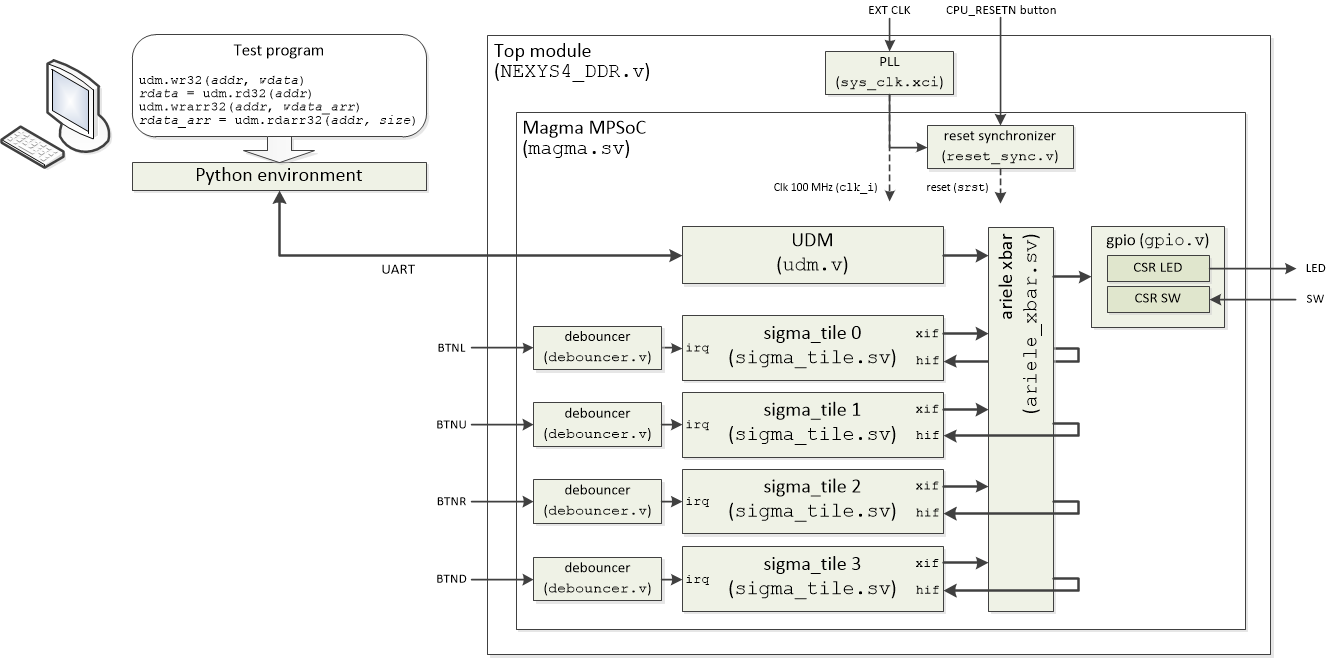 EXT CLK
CPU_RESETN button
Test program
udm.wr32(addr, wdata)
rdata = udm.rd32(addr)
udm.wrarr32(addr, wdata_arr)
rdata_arr = udm.rdarr32(addr, size)
Python environment
UART
Top module
(NEXYS4_DDR.v)
PLL
(sys_clk.xci)
Magma MPSoC
(magma.sv)
reset synchronizer
(reset_sync.v)
Clk 100 MHz (clk_i)
reset (srst)
UDM
(udm.v)
ariele xbar
(ariele_xbar.sv)
gpio (gpio.v)
CSR LED
LED
CSR SW
SW
BTNL
debouncer
(debouncer.v)
irq
sigma_tile 0
(sigma_tile.sv)
xif
hif
BTNU
debouncer
(debouncer.v)
irq
sigma_tile 1
(sigma_tile.sv)
xif
hif
BTNR
debouncer
(debouncer.v)
irq
sigma_tile 2
(sigma_tile.sv)
xif
hif
BTND
debouncer
(debouncer.v)
irq
sigma_tile 3
(sigma_tile.sv)
xif
hif